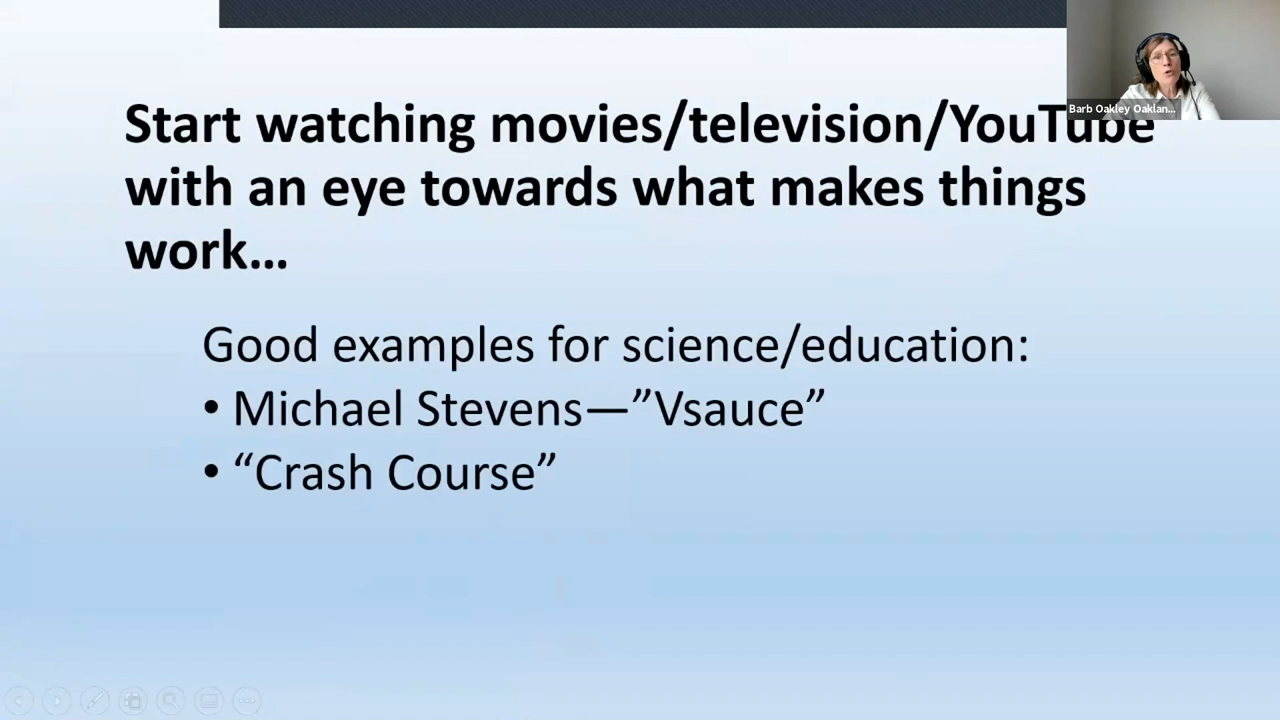 Barb Oakley Oaklan...
Start watching movies/television/YouTube
with an eye towards what makes things
work...
Good examples for science/education:
• Michael Stevens—”Vsauce”
• “Crash Course”